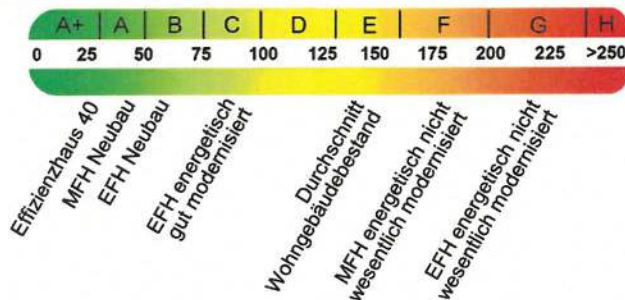 A+ A B C D E F G H
0 25 50 75 100 125 150 175 200 225 >250
Effizienzhaus 40
MFH Neubau
EFH Neubau
EFH energetisch
gut modernisiert
Durchschnitt
Wohngebäudebestand
MFH energetisch nicht
wesentlich modernisiert
EFH energetisch nicht
wesentlich modernisiert